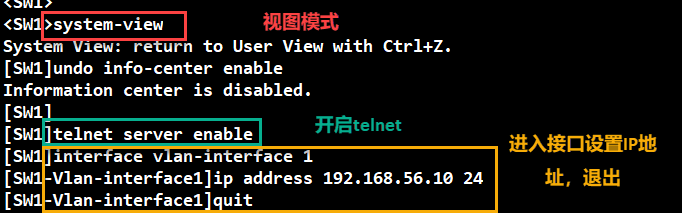 <SW1>
<SW1>system-view
视图模式
System View: return to User View with Ctrl+Z.
[SW1]undo info-center enable
Information center is disabled.
[SW1]
[SW1]telnet server enable
开启telnet
[SW1]interface vlan-interface 1
[SW1-Vlan-interface1]ip address 192.168.56.10 24
[SW1-Vlan-interface1]quit
进入接口设置IP地
址，退出